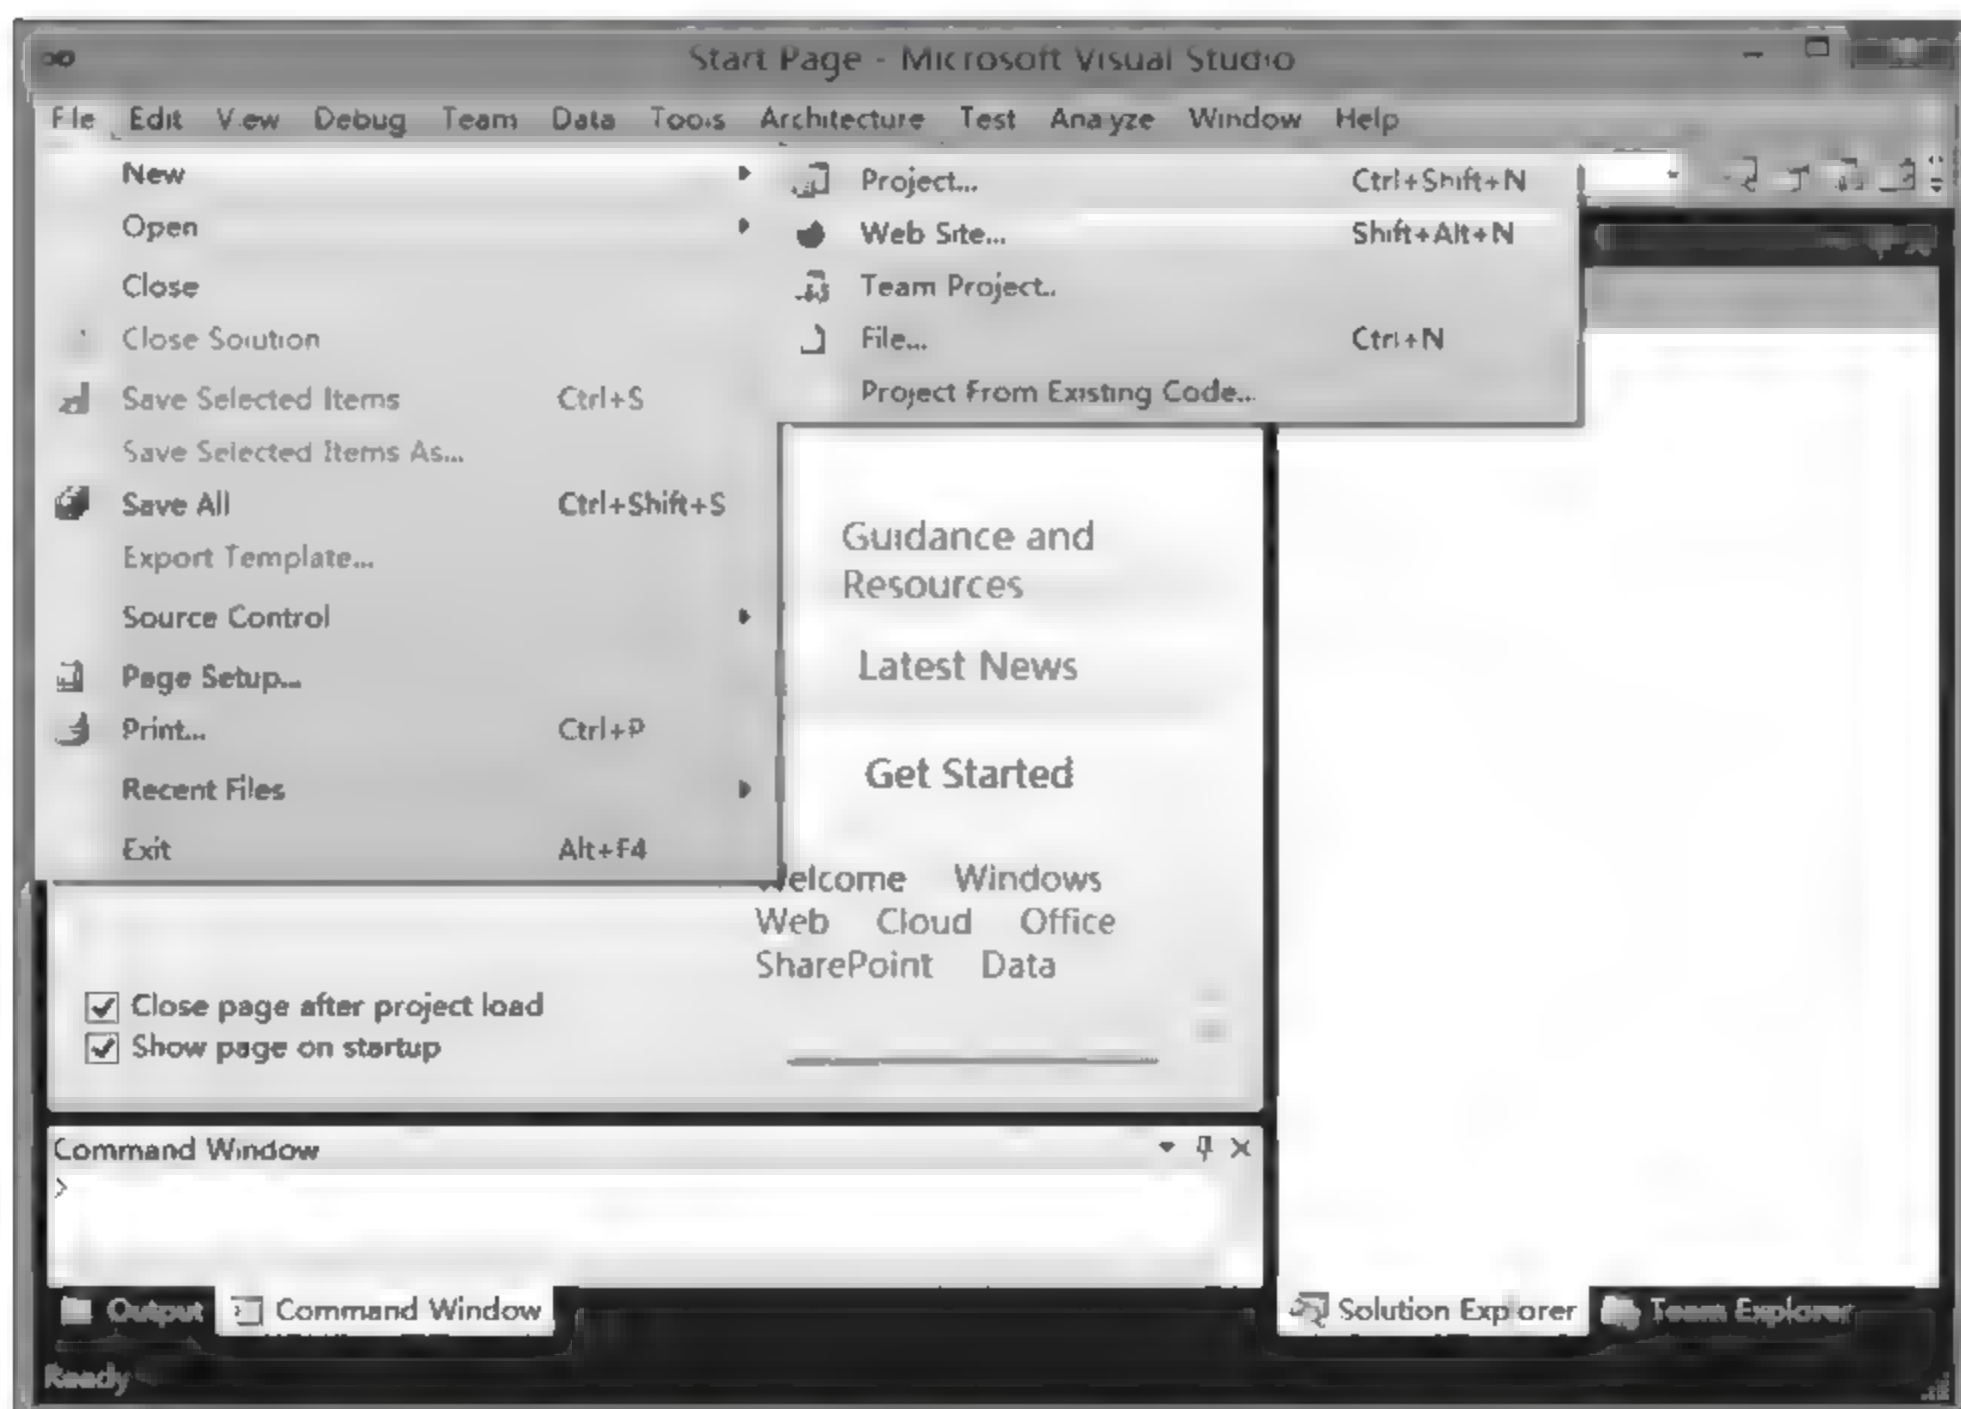 Start Page - Microsoft Visual Studio
File Edit View Debug Team Data Tools Architecture Test Analyze Window Help
New
Open
Close
Close Solution
Save Selected Items Ctrl+S
Save Selected Items As...
Save All Ctrl+Shift+S
Export Template...
Source Control
Page Setup...
Print... Ctrl+P
Recent Files
Exit Alt+F4
Project... Ctrl+Shift+N
Web Site... Shift+Alt+N
Team Project...
File... Ctrl+N
Project From Existing Code...
Guidance and
Resources
Latest News
Get Started
Welcome Windows
Web Cloud Office
SharePoint Data
Close page after project load
Show page on startup
Command Window
>
Output Command Window
Solution Explorer Team Explorer
Ready